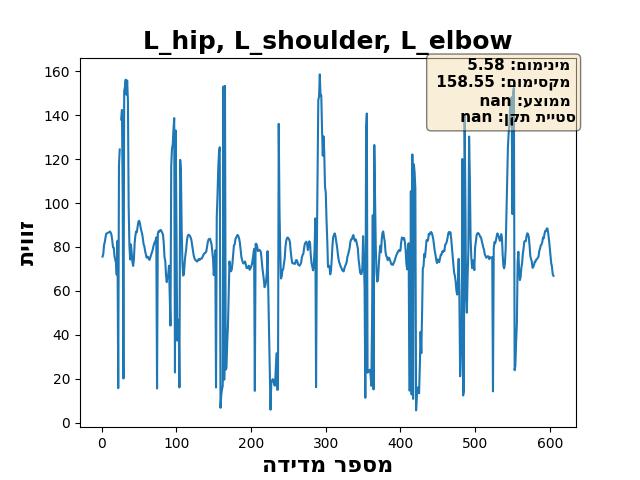 L_hip, L_shoulder, L_elbow
מינימום: 5.58
מקסימום: 158.55
ממוצע: nan
סטיית תקן: nan
160
140
120
100
80
60
40
20
0
זווית
0 100 200 300 400 500 600
מספר מדידה